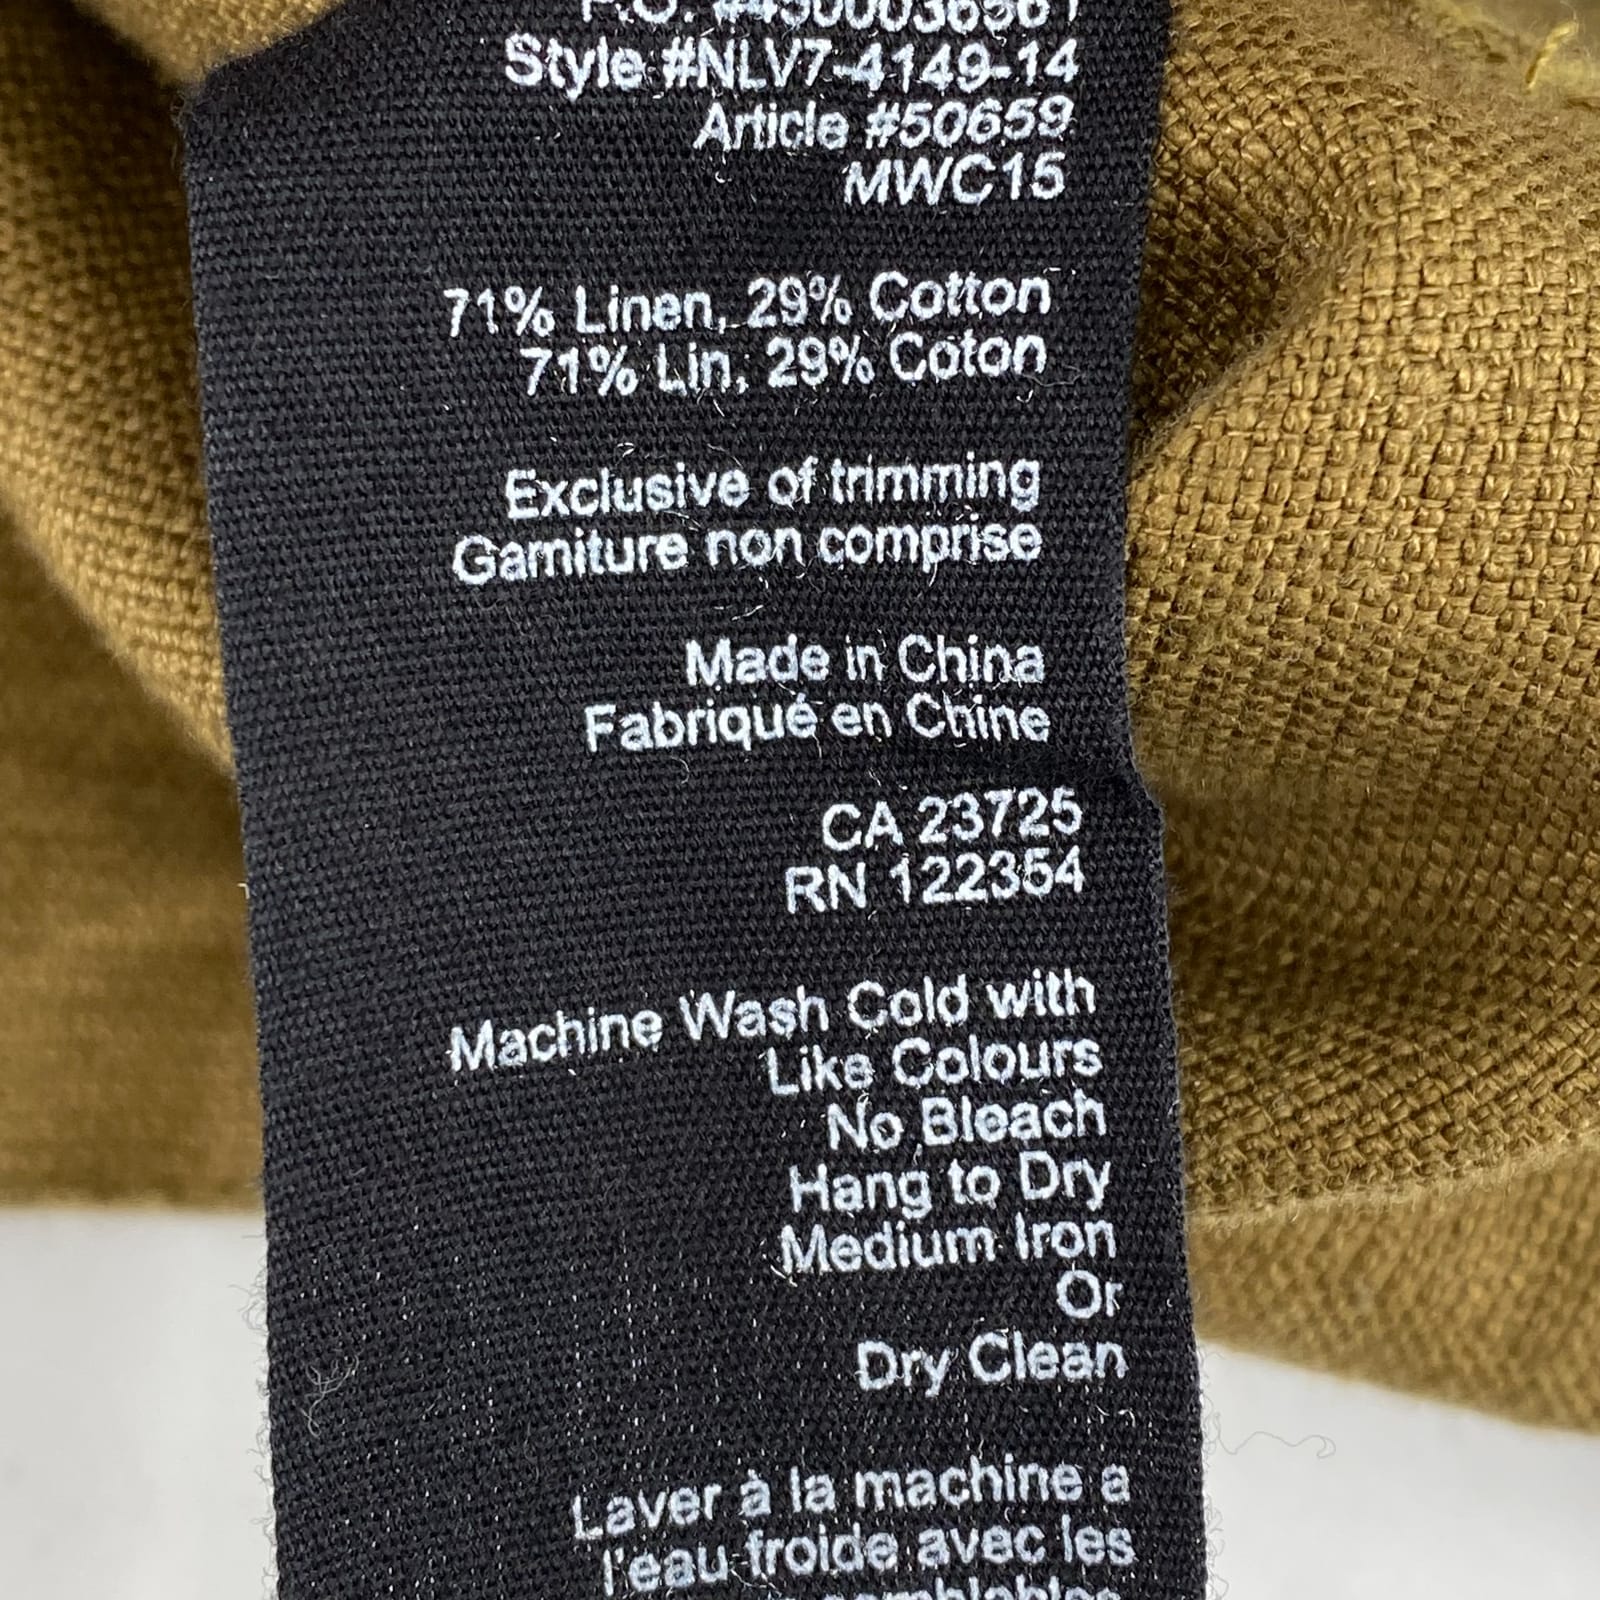 Style #NLV7-4149-14
Article #50659
MWC15
71% Linen, 29% Cotton
71% Lin, 29% Coton
Exclusive of trimming
Garniture non comprise
Made in China
Fabriqué en Chine
CA 23725
RN 122354
Machine Wash Cold with
Like Colours
No Bleach
Hang to Dry
Medium Iron
Or
Dry Clean
Laver à la machine a
l'eau froide avec les